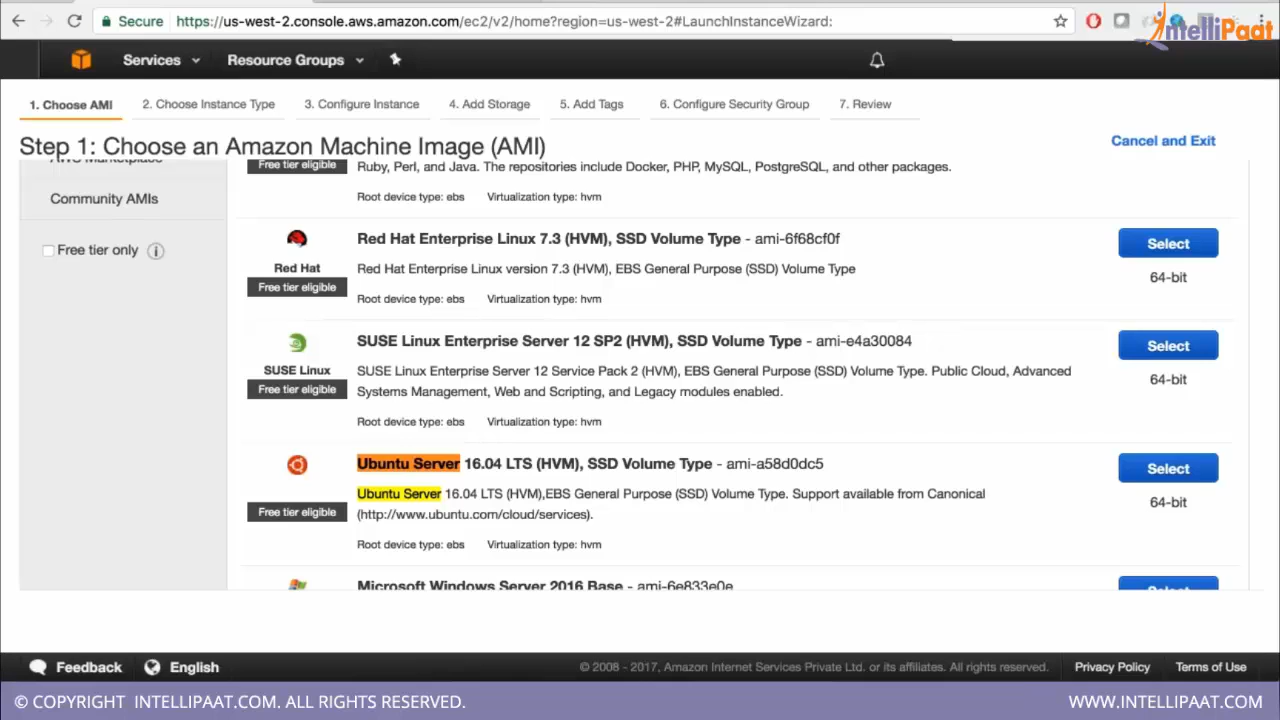 Secure
https://us-west-2.console.aws.amazon.com/ec2/v2/home?region=us-west-2#LaunchInstanceWizard:
IntelliPaat
Services
Resource Groups
1. Choose AMI
2. Choose Instance Type
3. Configure Instance
4. Add Storage
5. Add Tags
6. Configure Security Group
7. Review
Step 1: Choose an Amazon Machine Image (AMI)
Cancel and Exit
AWS Marketplace
Community AMIs
Free tier only
Free tier eligible
Ruby, Perl, and Java. The repositories include Docker, PHP, MySQL, PostgreSQL, and other packages.
Root device type: ebs Virtualization type: hvm
Red Hat
Free tier eligible
Red Hat Enterprise Linux 7.3 (HVM), SSD Volume Type - ami-6f68cf0f
Red Hat Enterprise Linux version 7.3 (HVM), EBS General Purpose (SSD) Volume Type
Root device type: ebs Virtualization type: hvm
Select
64-bit
SUSE Linux
Free tier eligible
SUSE Linux Enterprise Server 12 SP2 (HVM), SSD Volume Type - ami-e4a30084
SUSE Linux Enterprise Server 12 Service Pack 2 (HVM), EBS General Purpose (SSD) Volume Type. Public Cloud, Advanced
Systems Management, Web and Scripting, and Legacy modules enabled.
Root device type: ebs Virtualization type: hvm
Select
64-bit
Free tier eligible
Ubuntu Server 16.04 LTS (HVM), SSD Volume Type - ami-a58d0dc5
Ubuntu Server 16.04 LTS (HVM),EBS General Purpose (SSD) Volume Type. Support available from Canonical
(http://www.ubuntu.com/cloud/services).
Root device type: ebs Virtualization type: hvm
Select
64-bit
Microsoft Windows Server 2016 Base - ami-6e833e0e
Select
Feedback
English
© 2008 - 2017, Amazon Internet Services Private Ltd. or its affiliates. All rights reserved.
Privacy Policy
Terms of Use
© COPYRIGHT INTELLIPAAT.COM. ALL RIGHTS RESERVED.
WWW.INTELLIPAAT.COM